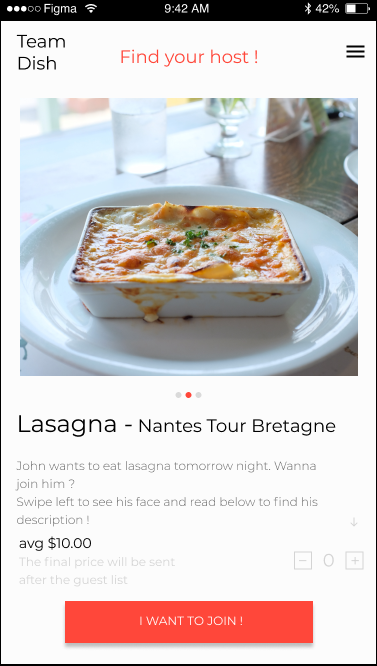 Figma 9:42 AM 42%
Team
Dish
Find your host !
Lasagna - Nantes Tour Bretagne
John wants to eat lasagna tomorrow night. Wanna
join him ?
Swipe left to see his face and read below to find his
description ! ↓
avg $10.00
The final price will be sent
after the guest list
− 0 +
I WANT TO JOIN !